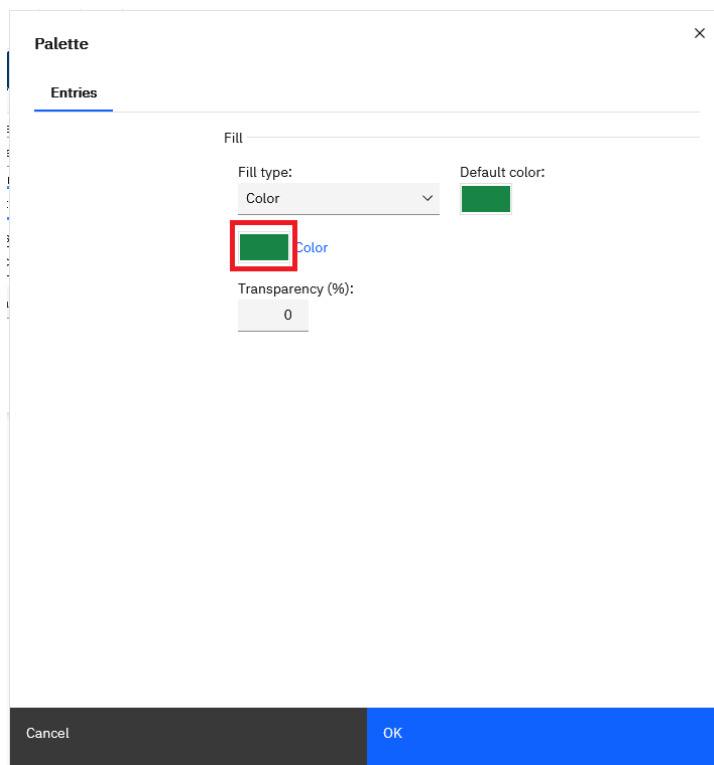 Palette
Entries
Fill
Fill type:
Default color:
Color
Color
Transparency (%):
0
Cancel
OK